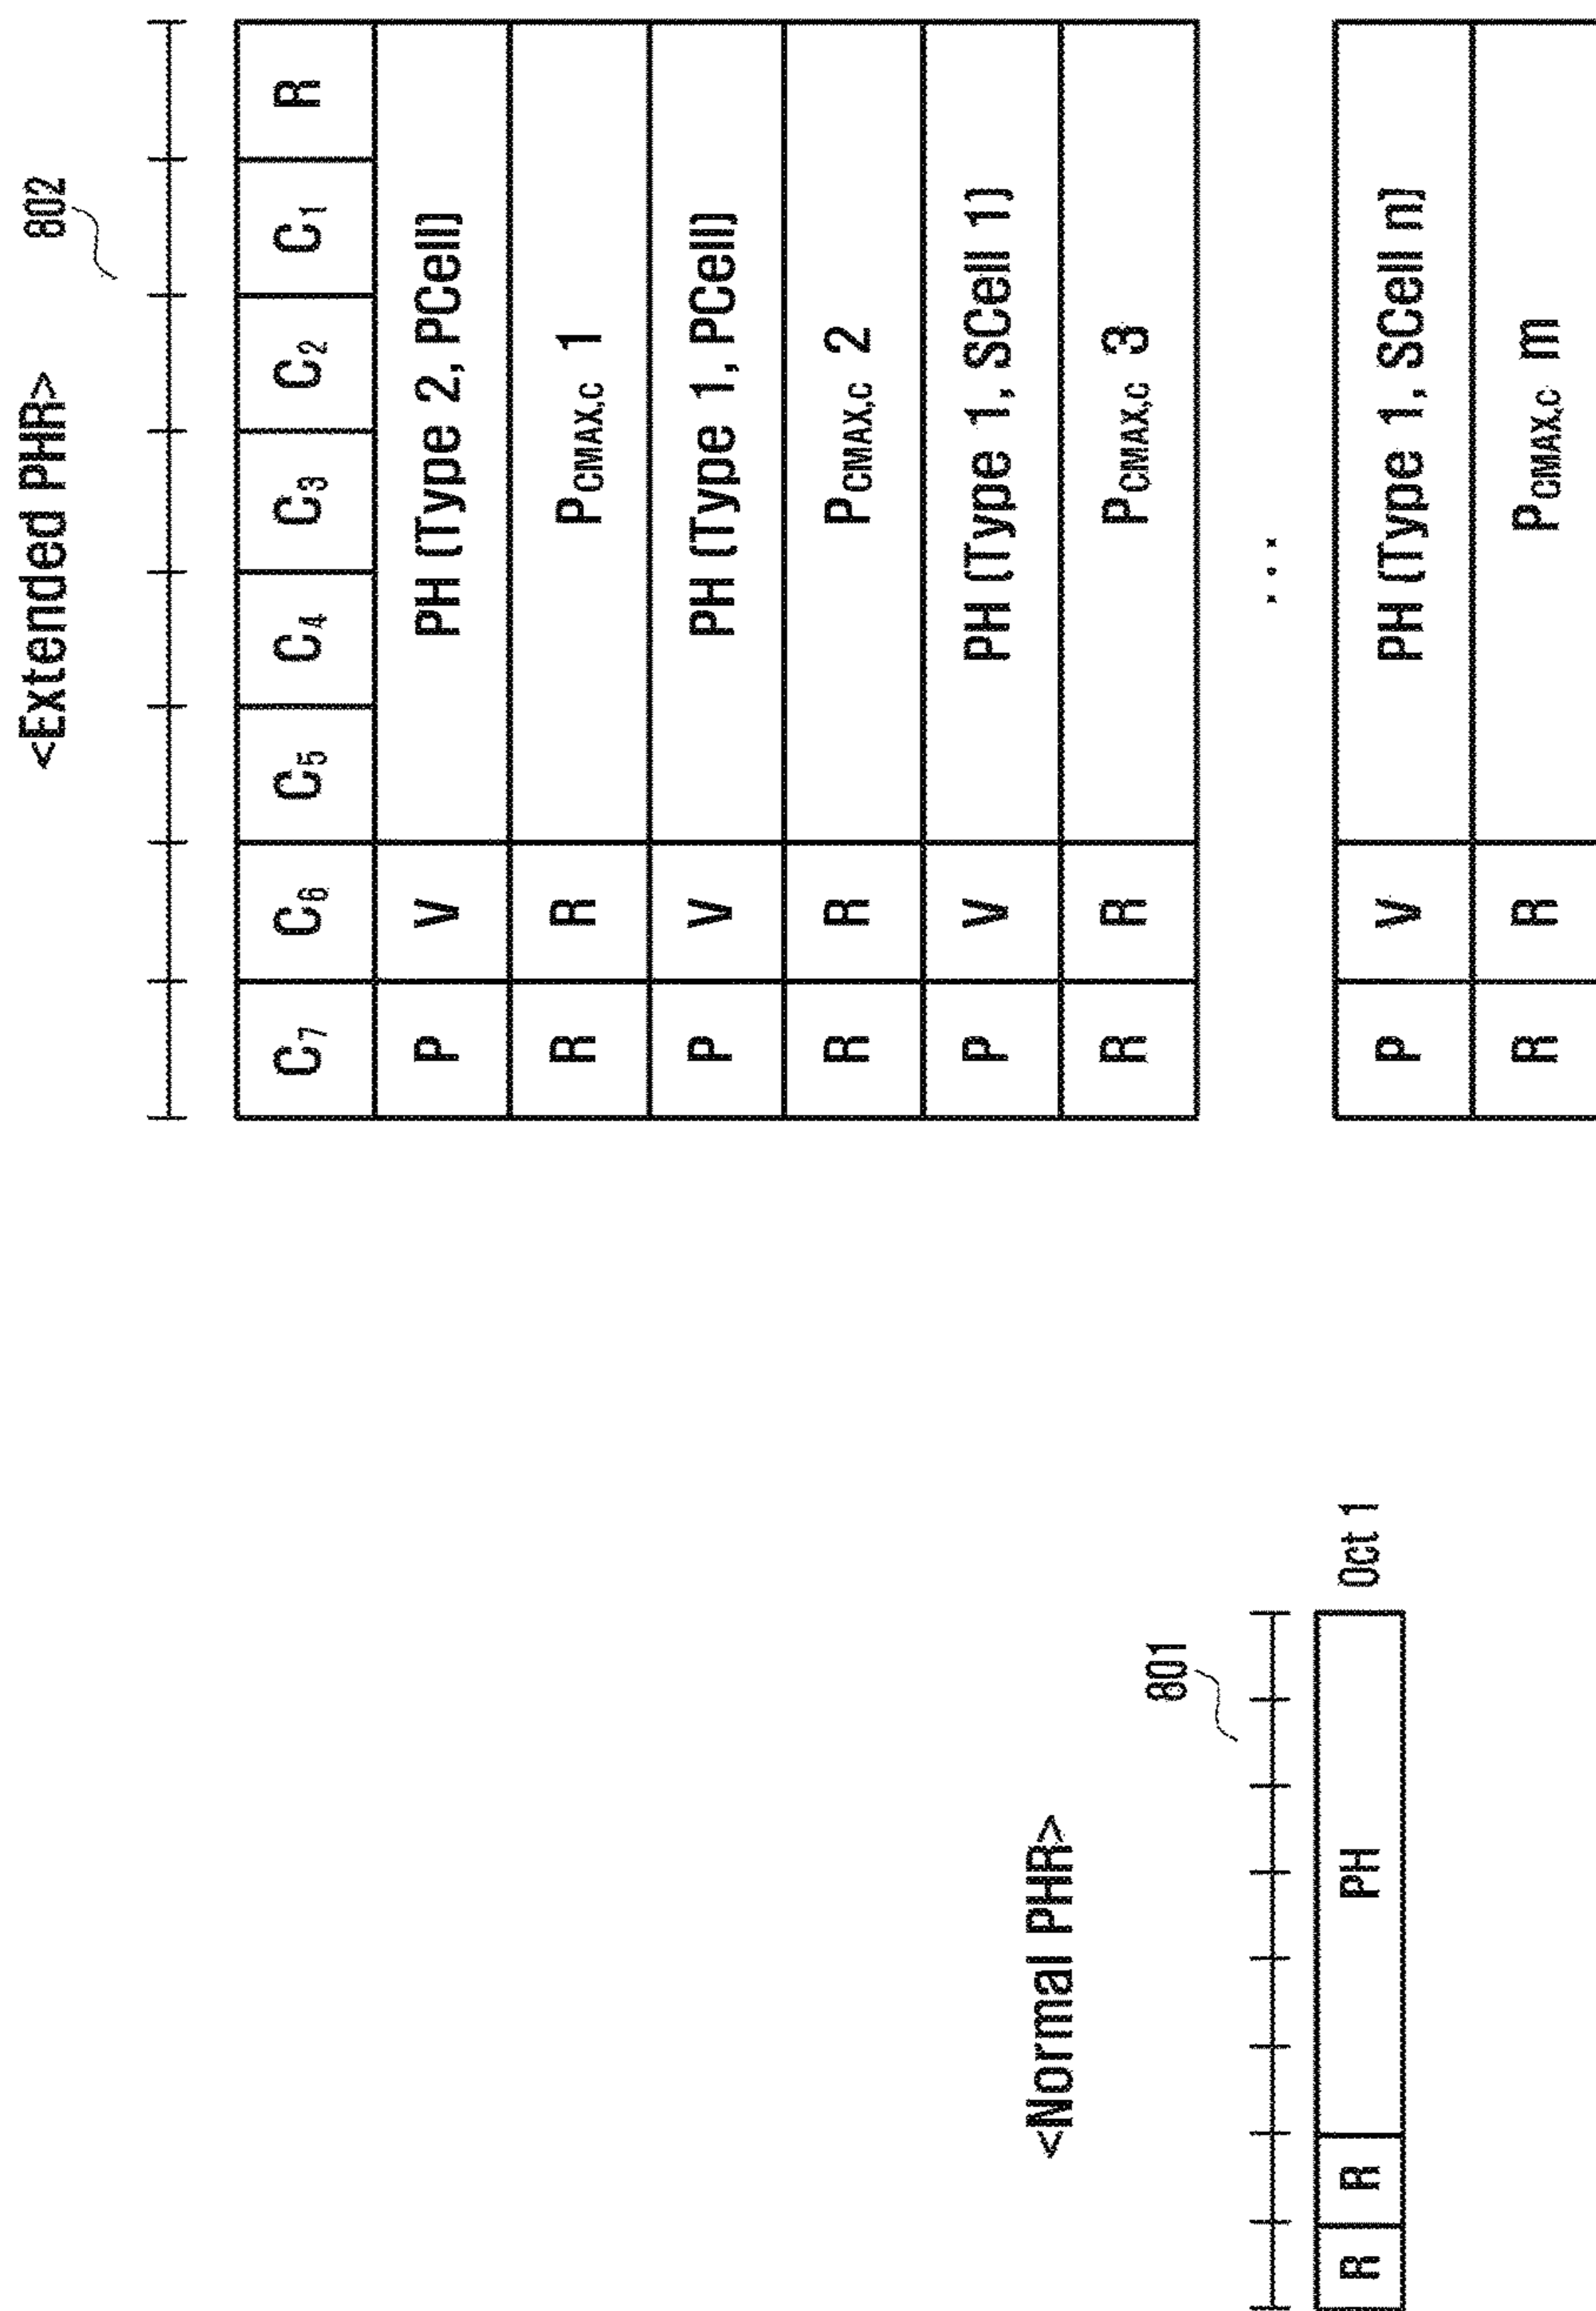 <Normal PHR>
801
R R PH Oct 1
<Extended PHR>
802
C7 C6 C5 C4 C3 C2 C1 R
P V PH (Type 2, PCell)
R R PCMAX,c 1
P V PH (Type 1, PCell)
R R PCMAX,c 2
P V PH (Type 1, SCell 1)
R R PCMAX,c 3
...
P V PH (Type 1, SCell n)
R R PCMAX,c m